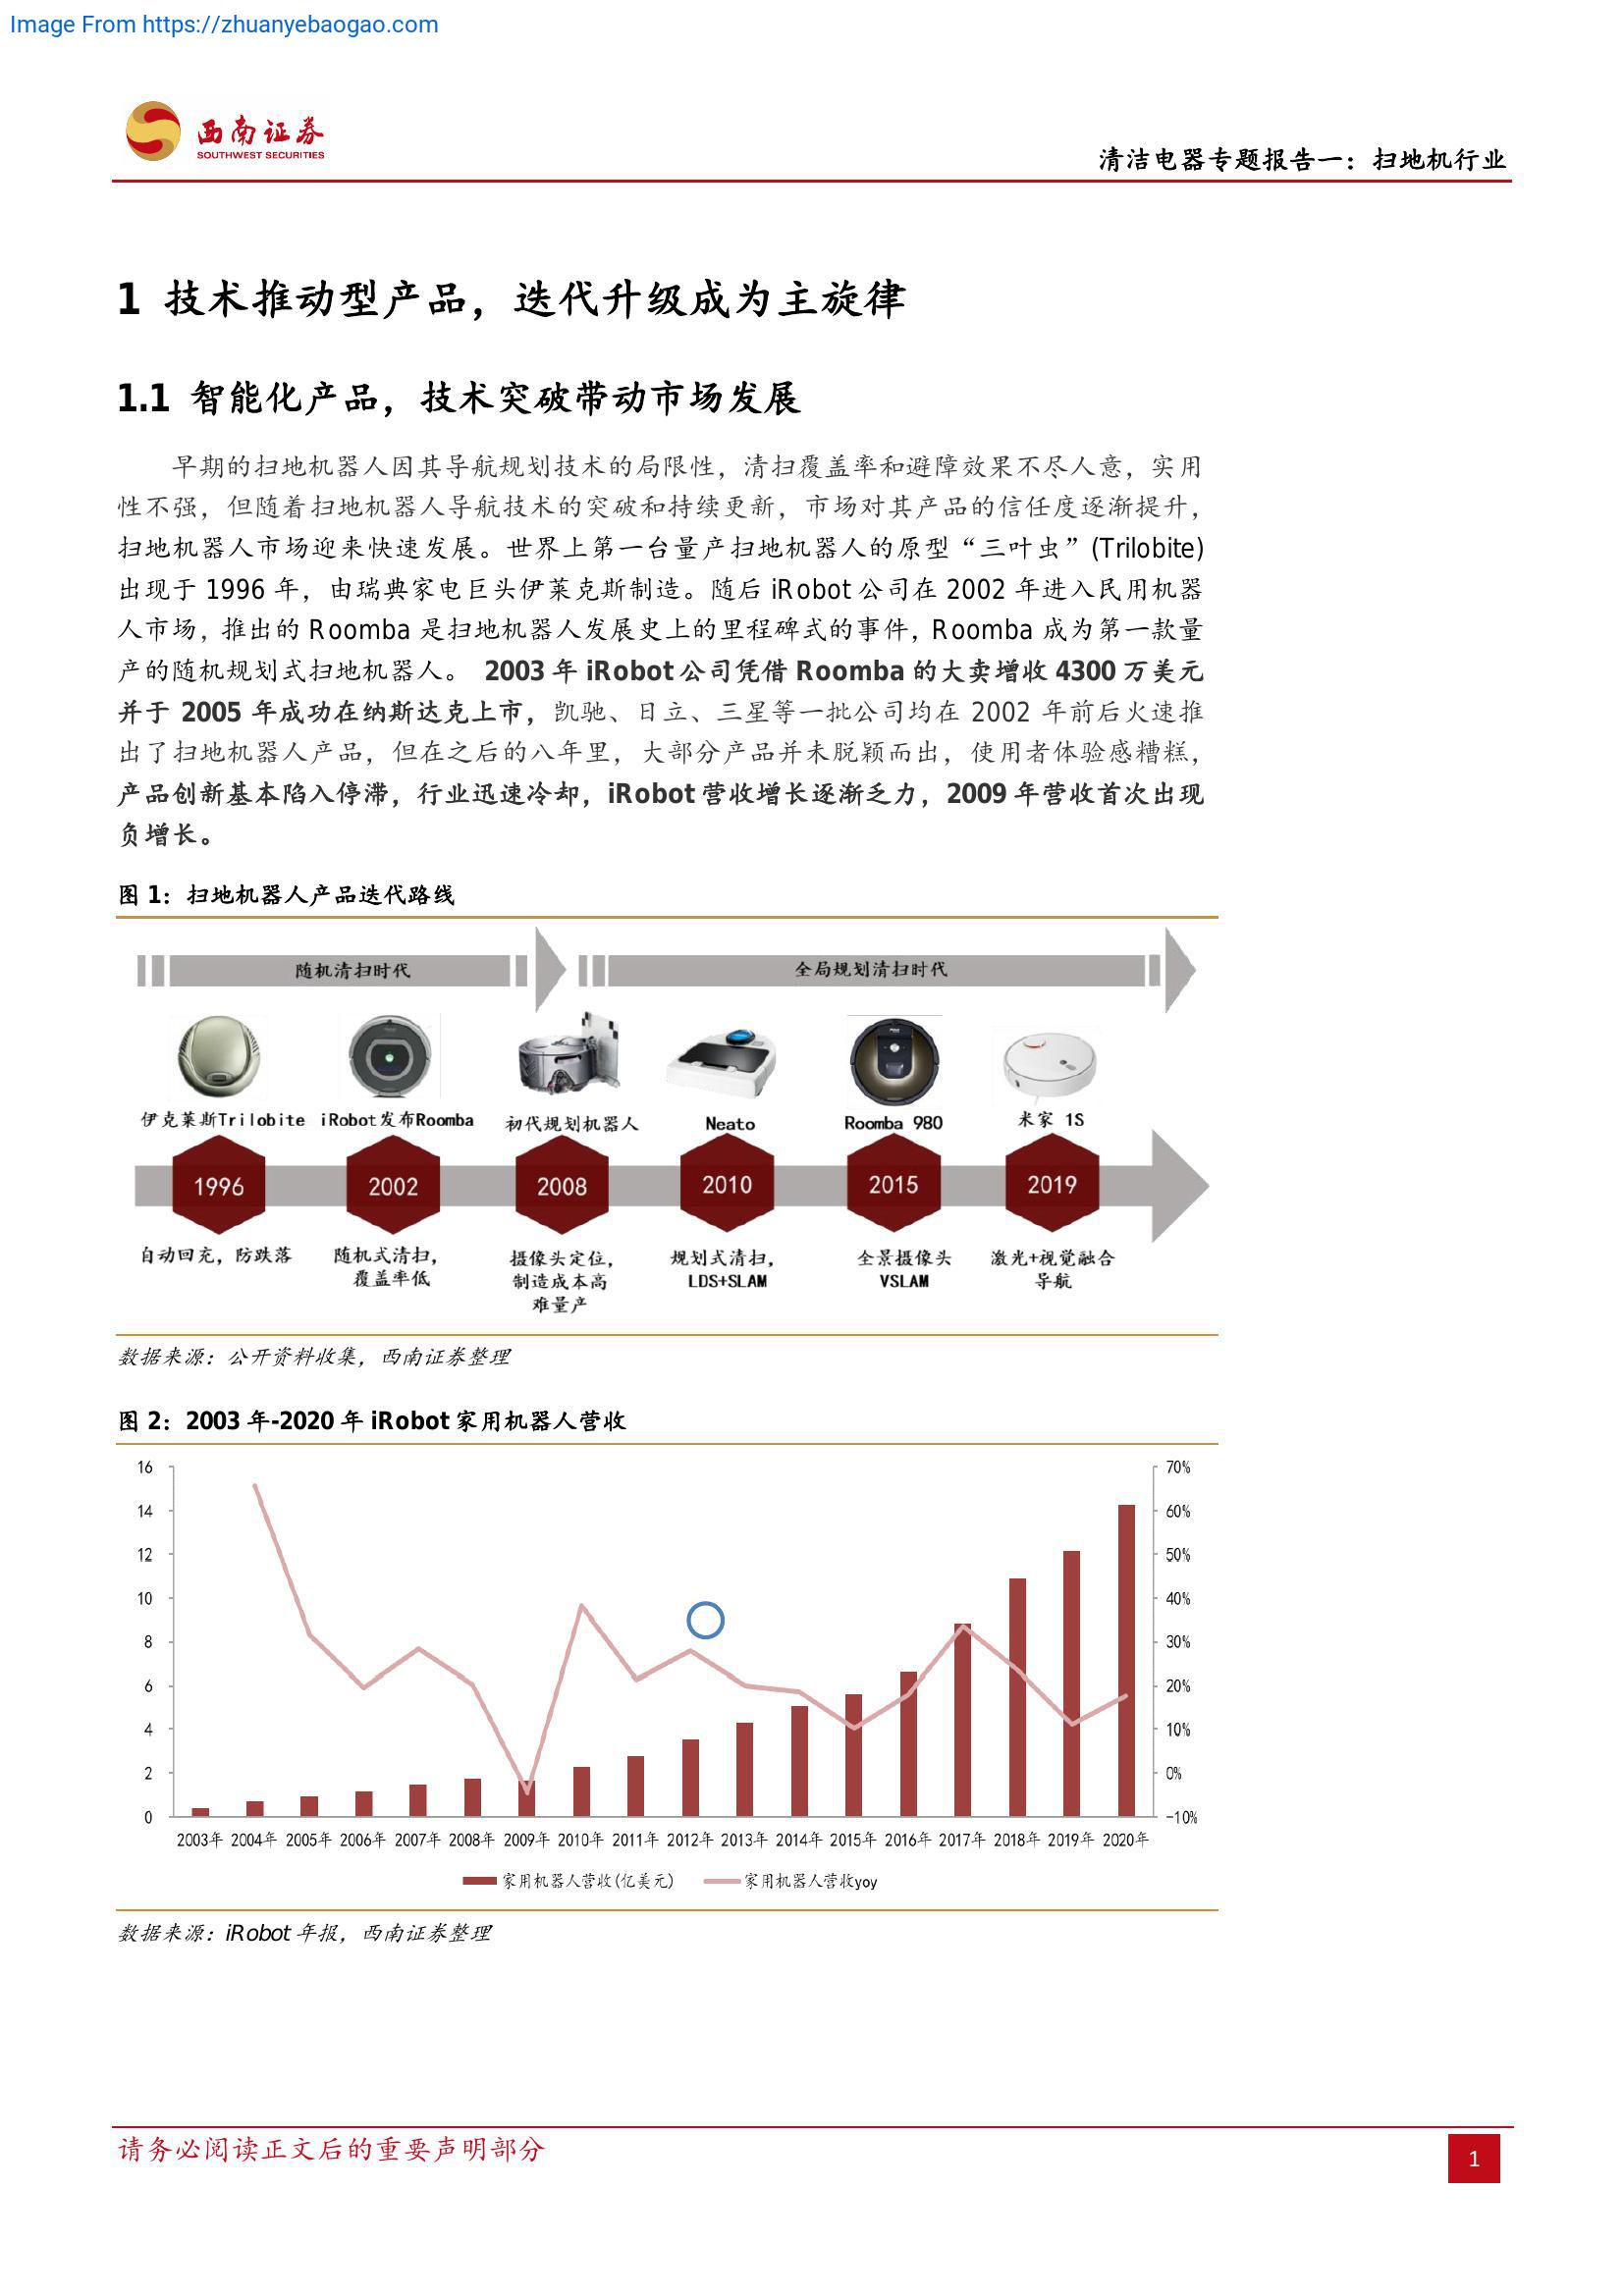 Image From https://zhuanyebaogao.com
西南证券
SOUTHWEST SECURITIES
清洁电器专题报告一：扫地机行业
1 技术推动型产品，迭代升级成为主旋律
1.1 智能化产品，技术突破带动市场发展
早期的扫地机器人因其导航规划技术的局限性，清扫覆盖率和避障效果不尽人意，实用
性不强，但随着扫地机器人导航技术的突破和持续更新，市场对其产品的信任度逐渐提升，
扫地机器人市场迎来快速发展。世界上第一台量产扫地机器人的原型“三叶虫”(Trilobite)
出现于 1996 年，由瑞典家电巨头伊莱克斯制造。随后 iRobot 公司在 2002 年进入民用机器
人市场，推出的 Roomba 是扫地机器人发展史上的里程碑式的事件，Roomba 成为第一款量
产的随机规划式扫地机器人。 2003 年 iRobot 公司凭借 Roomba 的大卖增收 4300 万美元
并于 2005 年成功在纳斯达克上市，凯驰、日立、三星等一批公司均在 2002 年前后火速推
出了扫地机器人产品，但在之后的八年里，大部分产品并未脱颖而出，使用者体验感糟糕，
产品创新基本陷入停滞，行业迅速冷却，iRobot 营收增长逐渐乏力，2009 年营收首次出现
负增长。
图 1：扫地机器人产品迭代路线
随机清扫时代 全局规划清扫时代
伊克莱斯Trilobite iRobot发布Roomba 初代规划机器人 Neato Roomba 980 米家 1S
1996 2002 2008 2010 2015 2019
自动回充，防跌落 随机式清扫， 摄像头定位， 规划式清扫， 全景摄像头 激光+视觉融合
覆盖率低 制造成本高 LDS+SLAM VSLAM 导航
难量产
数据来源：公开资料收集，西南证券整理
图 2：2003 年-2020 年 iRobot 家用机器人营收
16 70%
14 60%
12 50%
10 40%
8 30%
6 20%
4 10%
2 0%
0 -10%
2003年 2004年 2005年 2006年 2007年 2008年 2009年 2010年 2011年 2012年 2013年 2014年 2015年 2016年 2017年 2018年 2019年 2020年
家用机器人营收(亿美元) 家用机器人营收yoy
数据来源：iRobot 年报，西南证券整理
请务必阅读正文后的重要声明部分
1